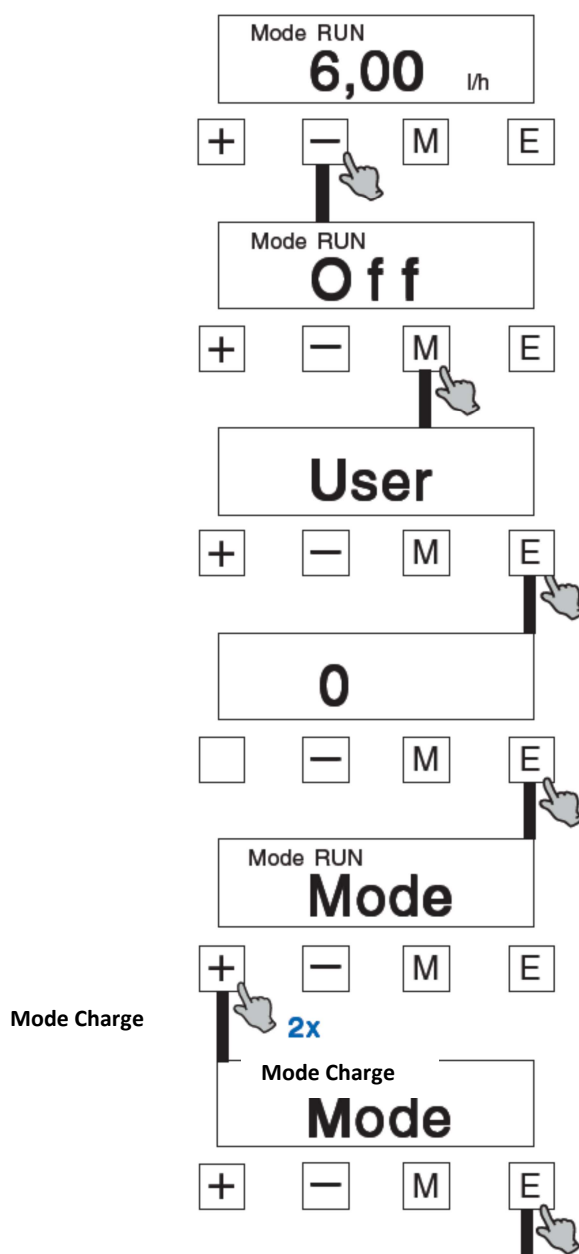 Mode RUN
6,00 l/h
+ — M E
Mode RUN
Off
+ — M E
User
+ — M E
0
— M E
Mode RUN
Mode
+ — M E
Mode Charge
2x
Mode Charge
Mode
+ — M E